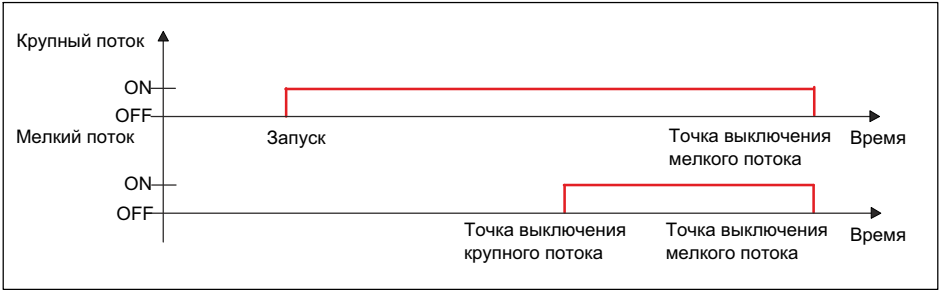 Крупный поток
ON
OFF
Мелкий поток
Запуск
Точка выключения
мелкого потока
Время
ON
OFF
Точка выключения
крупного потока
Точка выключения
мелкого потока
Время